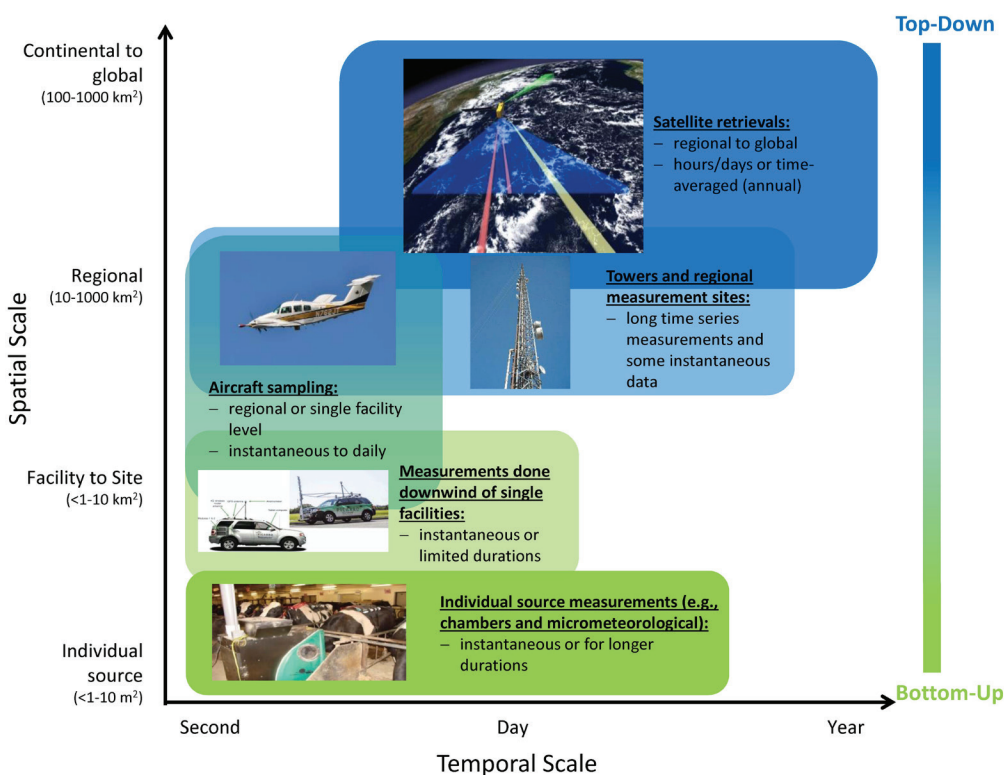 Top-Down
Continental to
global
(100-1000 km²)
Satellite retrievals:
– regional to global
– hours/days or time-
averaged (annual)
Spatial Scale
Regional
(10-1000 km²)
Towers and regional
measurement sites:
– long time series
measurements and
some instantaneous
data
Aircraft sampling:
– regional or single facility
level
– instantaneous to daily
Facility to Site
(<1-10 km²)
Measurements done
downwind of single
facilities:
– instantaneous or
limited durations
Individual source measurements (e.g.,
chambers and micrometeorological):
– instantaneous or for longer
durations
Individual
source
(<1-10 m²)
Bottom-Up
Second
Day
Year
Temporal Scale